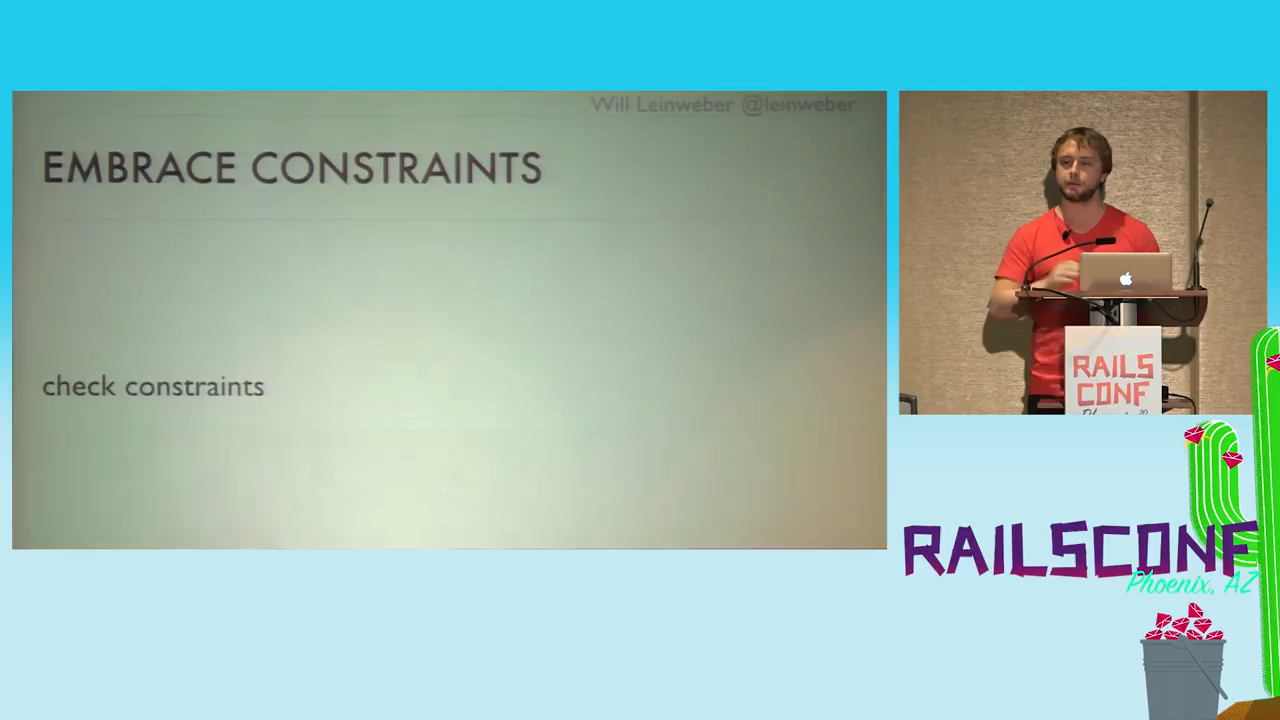 Will Leinweber @leinweber
EMBRACE CONSTRAINTS
check constraints
RAILS
CONF
RAILSCONF
Phoenix, AZ